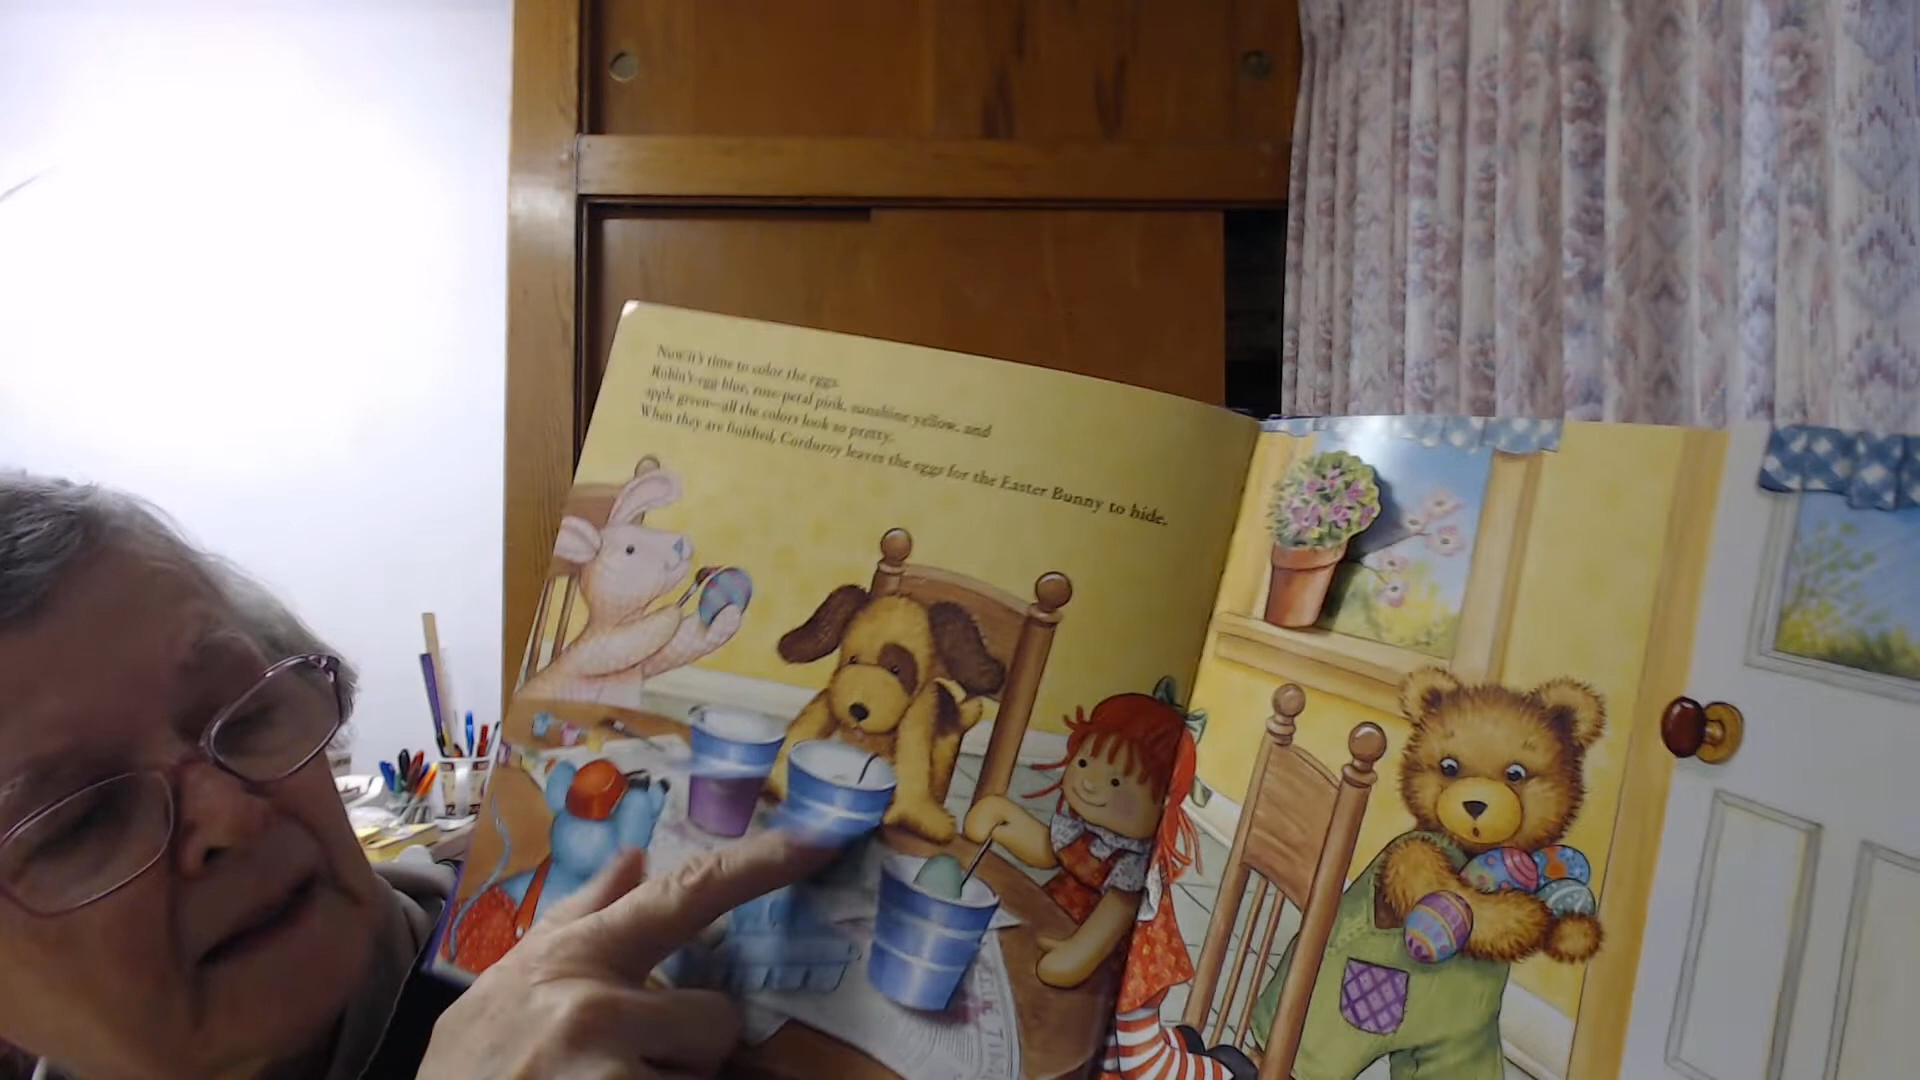 Now it's time to color the eggs.
Robin's-egg blue, rose-petal pink, sunshine yellow, and
apple green—all the colors look so pretty.
When they are finished, Corduroy leaves the eggs for the Easter Bunny to hide.